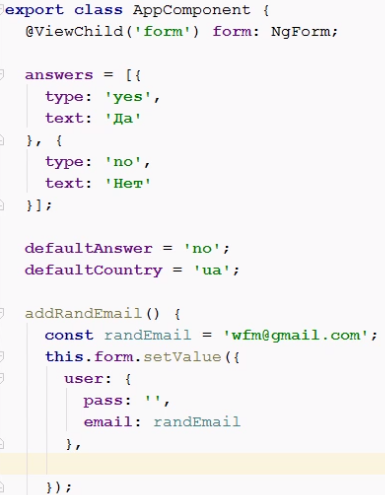 export class AppComponent {
@ViewChild('form') form: NgForm;
answers = [{
type: 'yes',
text: 'Да'
}, {
type: 'no',
text: 'Нет'
}];
defaultAnswer = 'no';
defaultCountry = 'ua';
addRandEmail() {
const randEmail = 'wfm@gmail.com';
this.form.setValue({
user: {
pass: '',
email: randEmail
},
});